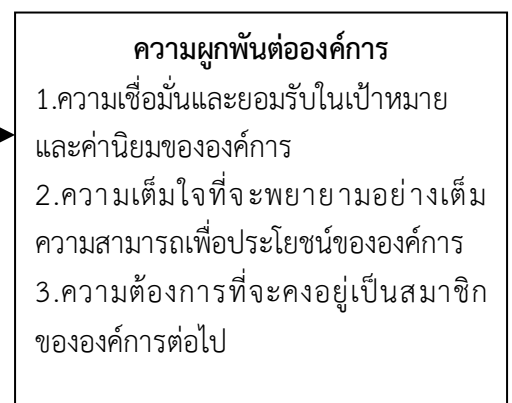 ความผูกพันต่อองค์การ
1.ความเชื่อมั่นและยอมรับในเป้าหมาย
และค่านิยมขององค์การ
2.ความเต็มใจที่จะพยายามอย่างเต็ม
ความสามารถเพื่อประโยชน์ขององค์การ
3.ความต้องการที่จะคงอยู่เป็นสมาชิก
ขององค์การต่อไป